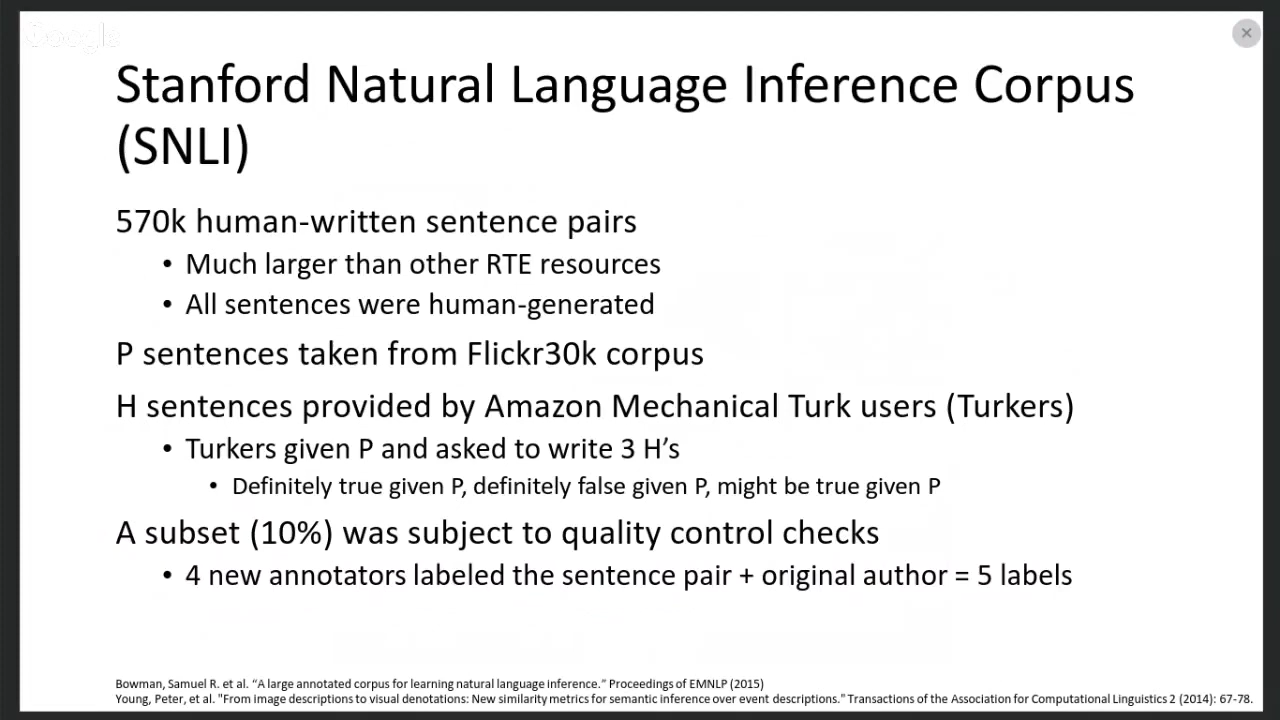 Google
Stanford Natural Language Inference Corpus
(SNLI)
570k human-written sentence pairs
• Much larger than other RTE resources
• All sentences were human-generated
P sentences taken from Flickr30k corpus
H sentences provided by Amazon Mechanical Turk users (Turkers)
• Turkers given P and asked to write 3 H’s
• Definitely true given P, definitely false given P, might be true given P
A subset (10%) was subject to quality control checks
• 4 new annotators labeled the sentence pair + original author = 5 labels
Bowman, Samuel R. et al. “A large annotated corpus for learning natural language inference.” Proceedings of EMNLP (2015)
Young, Peter, et al. "From image descriptions to visual denotations: New similarity metrics for semantic inference over event descriptions." Transactions of the Association for Computational Linguistics 2 (2014): 67-78.